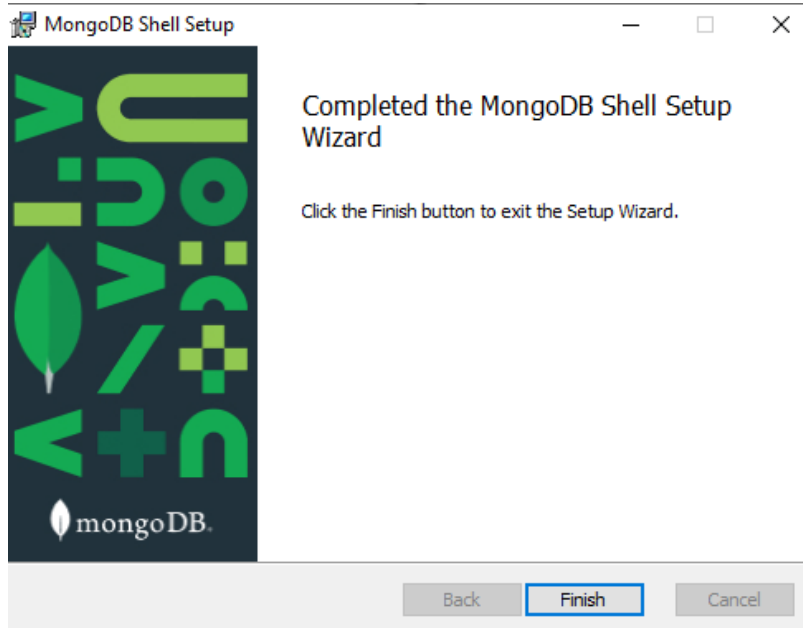 MongoDB Shell Setup
Completed the MongoDB Shell Setup
Wizard
Click the Finish button to exit the Setup Wizard.
mongoDB.
Back
Finish
Cancel